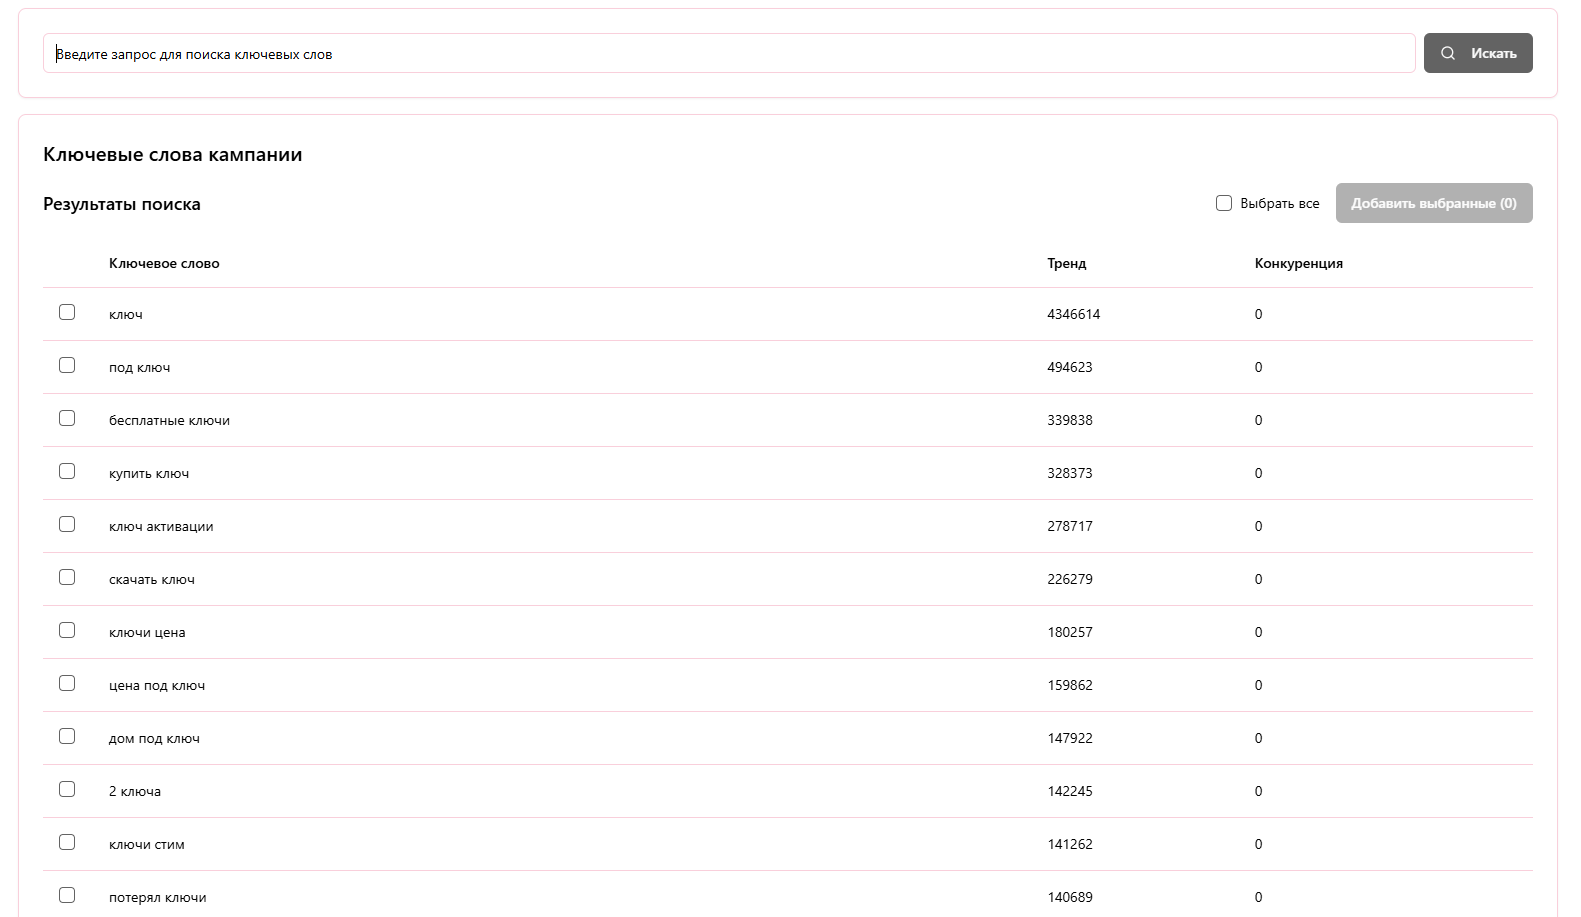 Введите запрос для поиска ключевых слов
Искать
Ключевые слова кампании
Результаты поиска
Выбрать все
Добавить выбранные (0)
Ключевое слово Тренд Конкуренция
ключ 4346614 0
под ключ 494623 0
бесплатные ключи 339838 0
купить ключ 328373 0
ключ активации 278717 0
скачать ключ 226279 0
ключи цена 180257 0
цена под ключ 159862 0
дом под ключ 147922 0
2 ключа 142245 0
ключи стим 141262 0
потерял ключи 140689 0